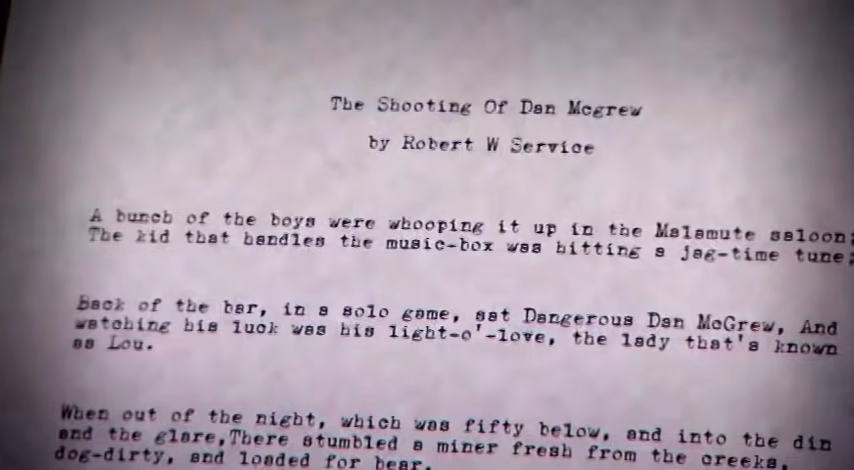 The Shooting Of Dan Mcgrew
by Robert W Service
A bunch of the boys were whooping it up in the Malamute saloon;
The kid that handles the music-box was hitting a jag-time tune;
Back of the bar, in a solo game, sat Dangerous Dan McGrew, And
watching his luck was his light-o'-love, the lady that's known
as Lou.
When out of the night, which was fifty below, and into the din
and the glare,There stumbled a miner fresh from the creeks,
dog-dirty, and loaded for bear.